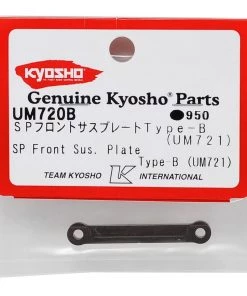 KYOSHO
Genuine Kyosho Parts
UM720B ●950
SPフロントサスプレートType-B
(UM721)
SP Front Sus. Plate
Type-B (UM721)
TEAM KYOSHO K INTERNATIONAL